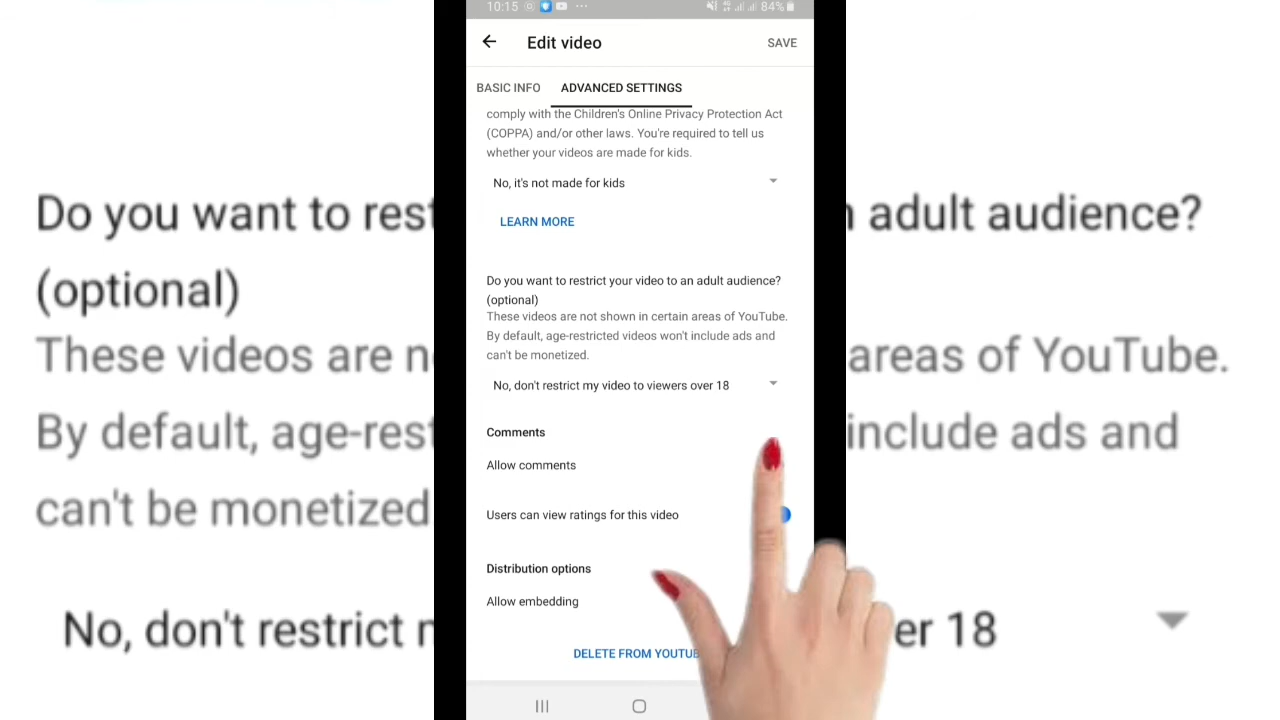 10:15
84%
Edit video
SAVE
BASIC INFO
ADVANCED SETTINGS
comply with the Children's Online Privacy Protection Act
(COPPA) and/or other laws. You're required to tell us
whether your videos are made for kids.
No, it's not made for kids
LEARN MORE
Do you want to restrict your video to an adult audience?
(optional)
These videos are not shown in certain areas of YouTube.
By default, age-restricted videos won't include ads and
can't be monetized.
No, don't restrict my video to viewers over 18
Comments
Allow comments
Users can view ratings for this video
Distribution options
Allow embedding
DELETE FROM YOUTUB
Do you want to rest
(optional)
These videos are n
By default, age-rest
can't be monetized
No, don't restrict
adult audience?
areas of YouTube.
include ads and
er 18